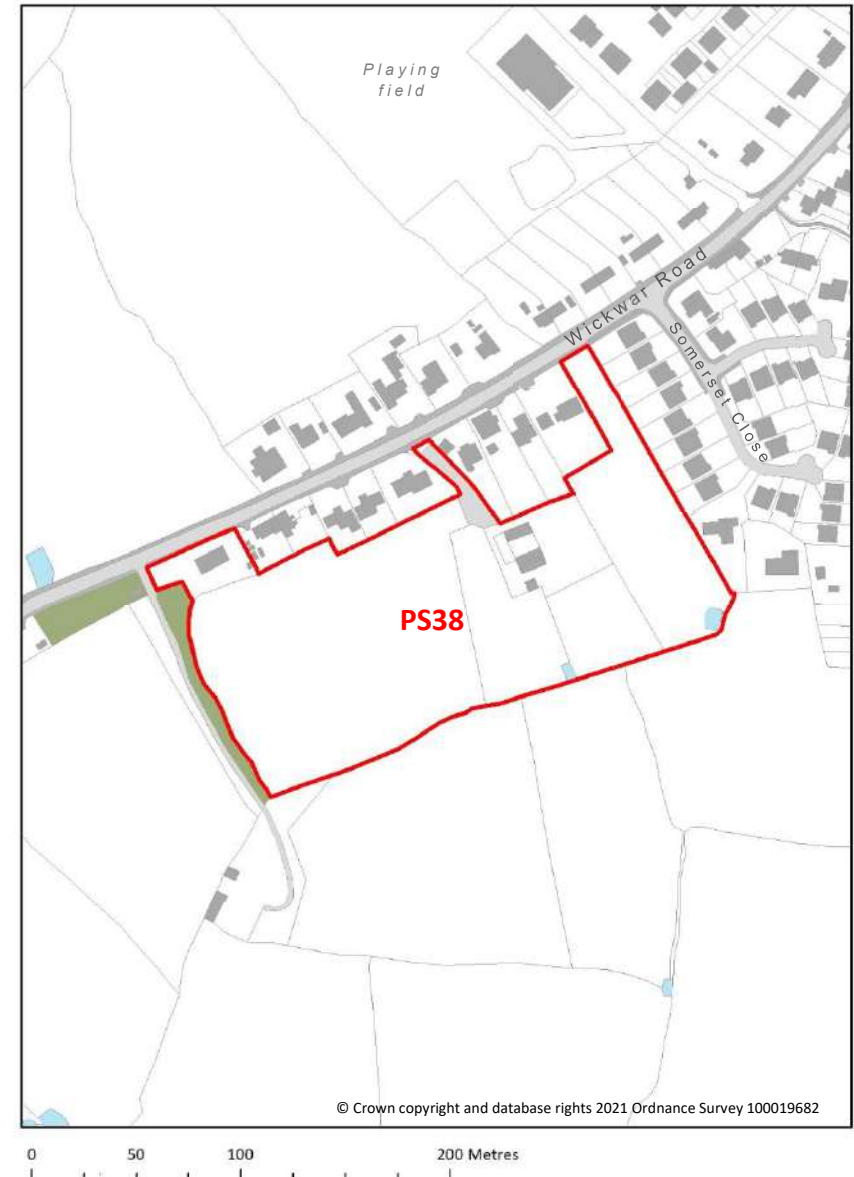 Playing
field
Wickwar Road
Somerset Close
PS38
© Crown copyright and database rights 2021 Ordnance Survey 100019682
0 50 100 200 Metres